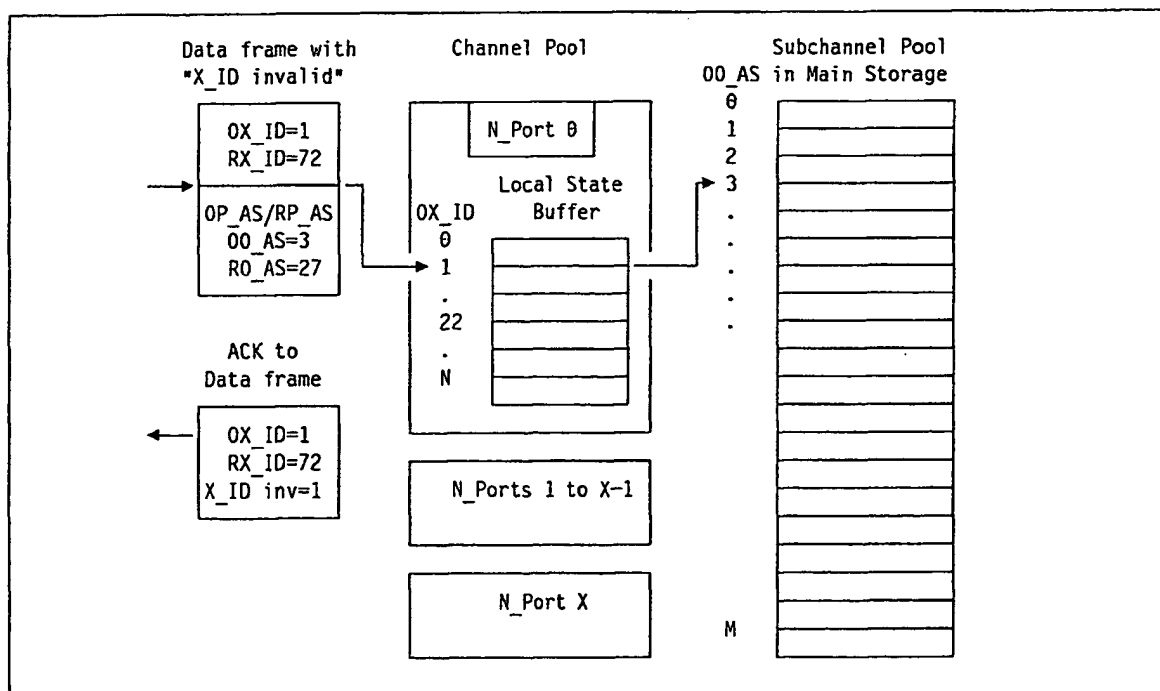 Data frame with
"X_ID invalid"
OX_ID=1
RX_ID=72
OP_AS/RP_AS
OO_AS=3
RO_AS=27
ACK to
Data frame
OX_ID=1
RX_ID=72
X_ID inv=1
Channel Pool
N_Port 0
Local State
Buffer
OX_ID
0
1
.
22
.
N
N_Ports 1 to X-1
N_Port X
Subchannel Pool
OO_AS in Main Storage
0
1
2
3
.
.
.
.
.
M